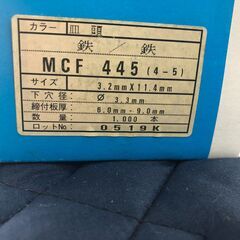 カラー 皿頭
鉄／鉄
MCF 445 (4-5)
サイズ 3.2mmX11.4mm
下穴径: Ø 3.3mm
締付板厚: 6.0mm-9.0mm
数量: 1,000 本
ロットNo 0519K